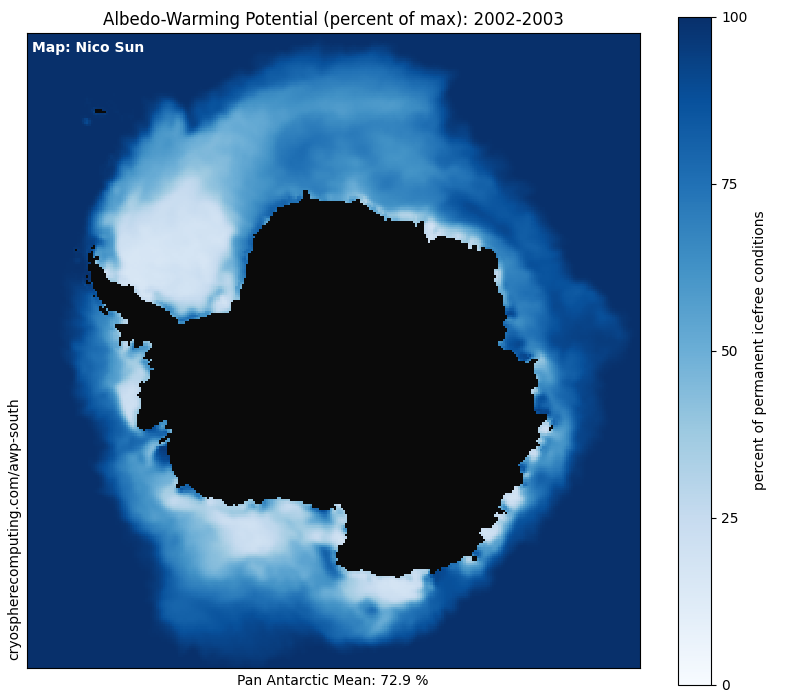 Albedo-Warming Potential (percent of max): 2002-2003
Map: Nico Sun
cryospherecomputing.com/awp-south
Pan Antarctic Mean: 72.9 %
100
75
50
25
0
percent of permanent icefree conditions